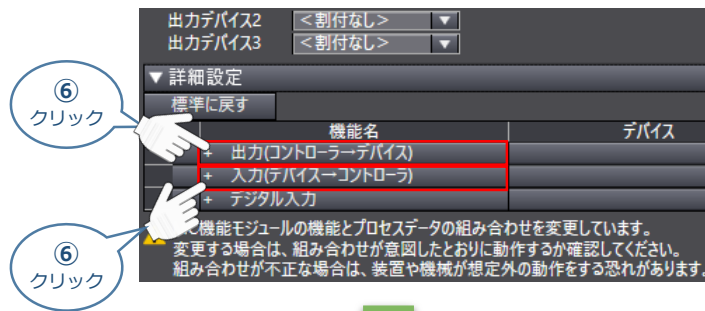 出力デバイス2 <割付なし> ▼
出力デバイス3 <割付なし> ▼
▼ 詳細設定
標準に戻す
機能名 デバイス
+ 出力(コントローラ→デバイス)
+ 入力(デバイス→コントローラ)
+ デジタル入力
機能モジュールの機能とプロセスデータの組み合わせを変更しています。
変更する場合は、組み合わせが意図したとおりに動作するか確認してください。
組み合わせが不正な場合は、装置や機械が想定外の動作をする恐れがあります。
⑥
クリック
⑥
クリック